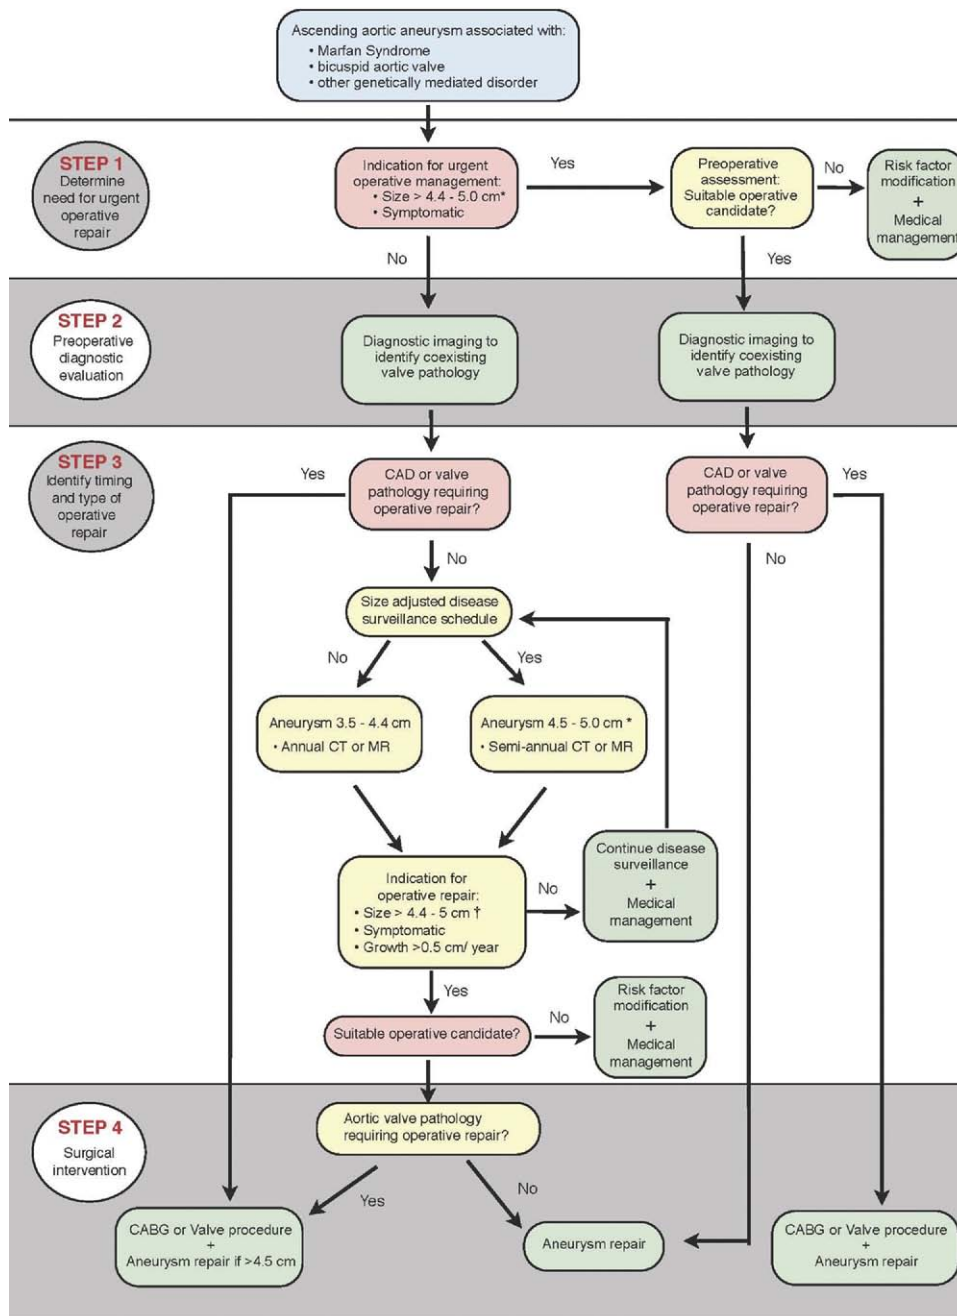 Ascending aortic aneurysm associated with:
• Marfan Syndrome
• bicuspid aortic valve
• other genetically mediated disorder
STEP 1
Determine
need for urgent
operative
repair
Indication for urgent
operative management:
• Size > 4.4 - 5.0 cm*
• Symptomatic
Yes
Preoperative
assessment:
Suitable operative
candidate?
No
Risk factor
modification
+
Medical
management
No
Yes
STEP 2
Preoperative
diagnostic
evaluation
Diagnostic imaging to
identify coexisting
valve pathology
Diagnostic imaging to
identify coexisting
valve pathology
STEP 3
Identify timing
and type of
operative
repair
Yes
CAD or valve
pathology requiring
operative repair?
CAD or valve
pathology requiring
operative repair?
Yes
No
No
Size adjusted disease
surveillance schedule
No
Yes
Aneurysm 3.5 - 4.4 cm
• Annual CT or MR
Aneurysm 4.5 - 5.0 cm *
• Semi-annual CT or MR
Indication for
operative repair:
• Size > 4.4 - 5 cm †
• Symptomatic
• Growth >0.5 cm/ year
No
Continue disease
surveillance
+
Medical
management
Yes
Suitable operative candidate?
No
Risk factor
modification
+
Medical
management
STEP 4
Surgical
intervention
Aortic valve pathology
requiring operative repair?
Yes
No
CABG or Valve procedure
+
Aneurysm repair if >4.5 cm
Aneurysm repair
CABG or Valve procedure
+
Aneurysm repair